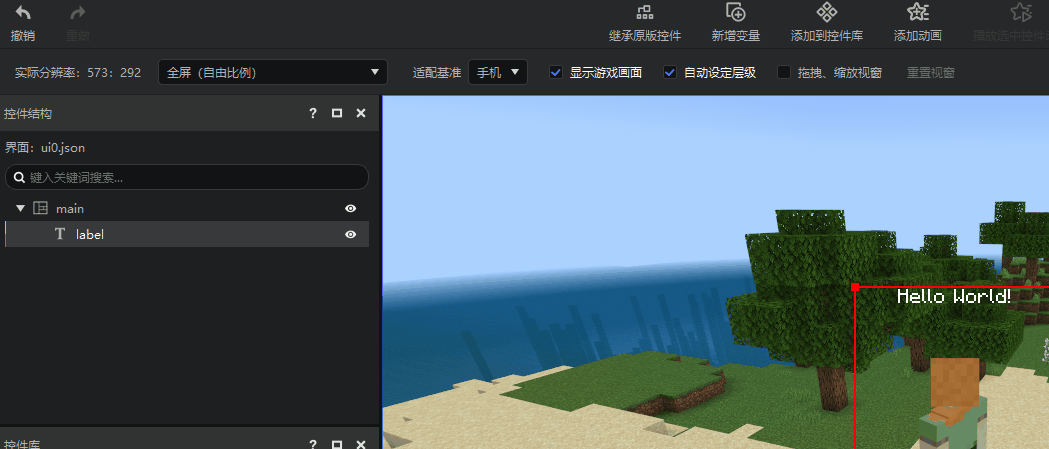 撤销
重做
继承原版控件
新增变量
添加到控件库
添加动画
实际分辨率：573：292
全屏（自由比例）
适配基准
手机
显示游戏画面
自动设定层级
拖拽、缩放视窗
重置视窗
控件结构
?
界面：ui0.json
键入关键词搜索...
main
T label
Hello World!
控件库
?